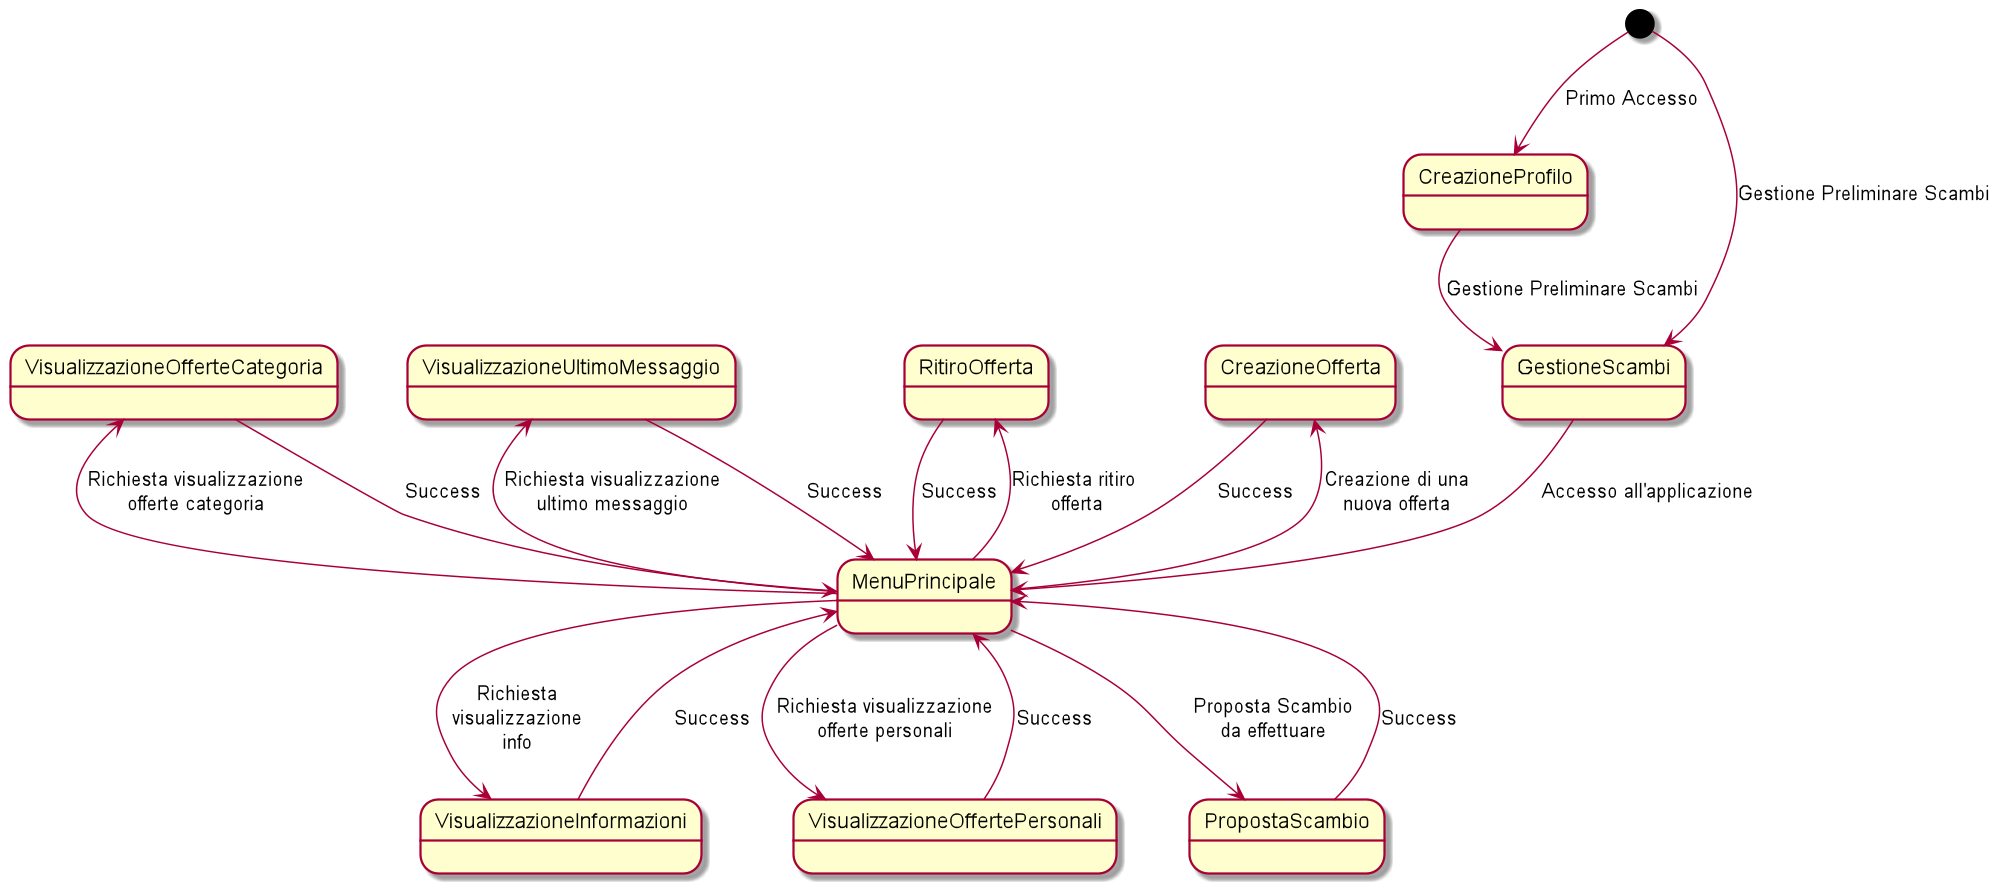 Primo Accesso
CreazioneProfilo
Gestione Preliminare Scambi
Gestione Preliminare Scambi
VisualizzazioneOfferteCategoria
VisualizzazioneUltimoMessaggio
RitiroOfferta
CreazioneOfferta
GestioneScambi
Richiesta visualizzazione
offerte categoria
Success
Richiesta visualizzazione
ultimo messaggio
Success
Success
Richiesta ritiro
offerta
Success
Creazione di una
nuova offerta
Accesso all'applicazione
MenuPrincipale
Richiesta
visualizzazione
info
Success
Richiesta visualizzazione
offerte personali
Success
Proposta Scambio
da effettuare
Success
VisualizzazioneInformazioni
VisualizzazioneOffertePersonali
PropostaScambio